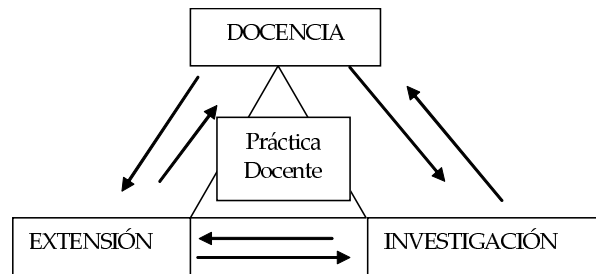 DOCENCIA
Práctica
Docente
EXTENSIÓN
INVESTIGACIÓN